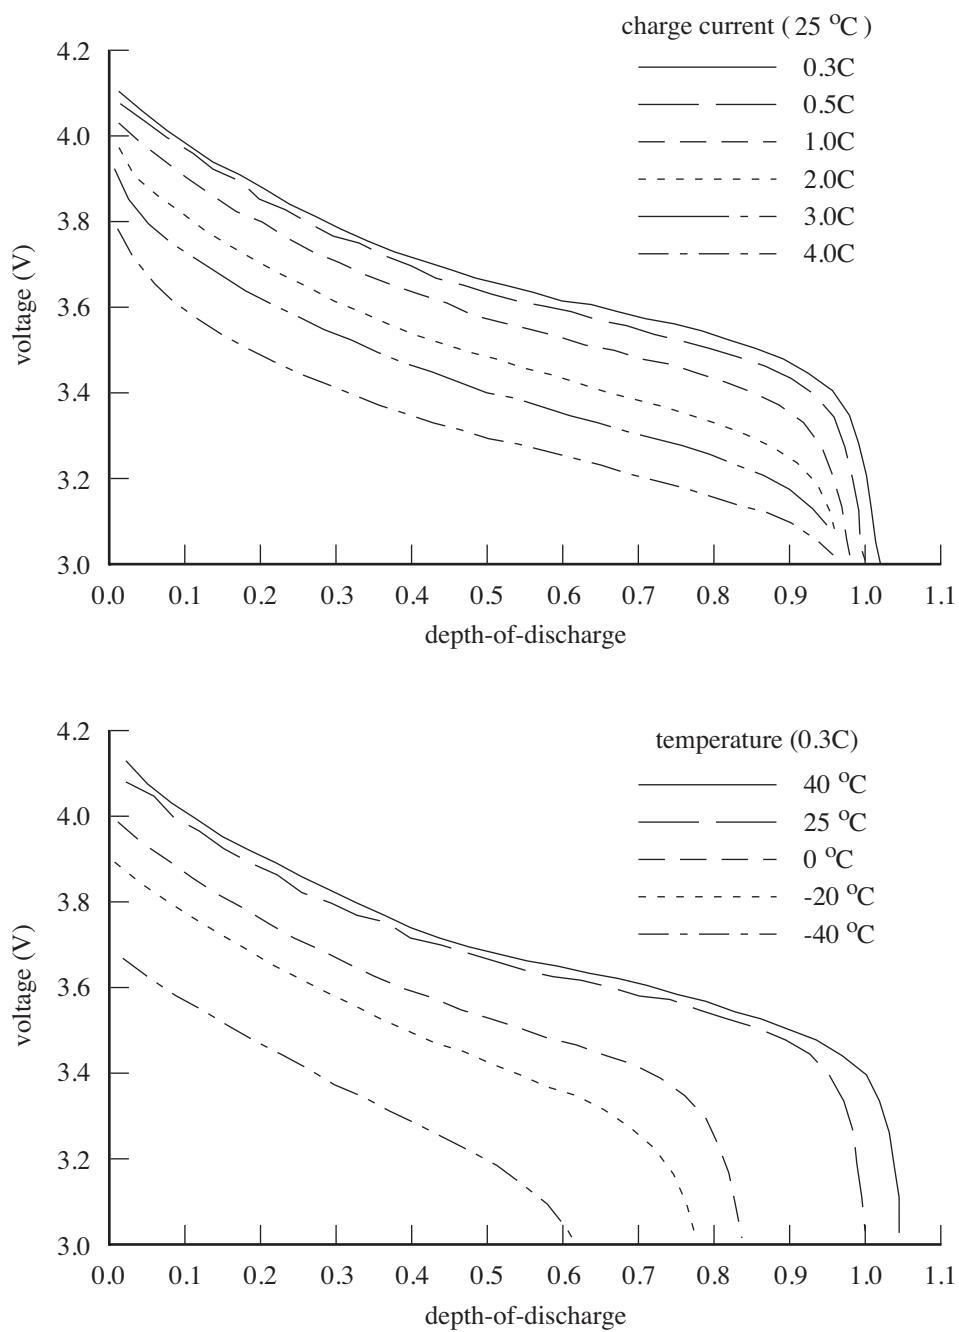 charge current ( 25 °C )
0.3C
0.5C
1.0C
2.0C
3.0C
4.0C
4.2
4.0
3.8
3.6
3.4
3.2
3.0
voltage (V)
0.0 0.1 0.2 0.3 0.4 0.5 0.6 0.7 0.8 0.9 1.0 1.1
depth-of-discharge
temperature (0.3C)
40 °C
25 °C
0 °C
-20 °C
-40 °C
4.2
4.0
3.8
3.6
3.4
3.2
3.0
voltage (V)
0.0 0.1 0.2 0.3 0.4 0.5 0.6 0.7 0.8 0.9 1.0 1.1
depth-of-discharge